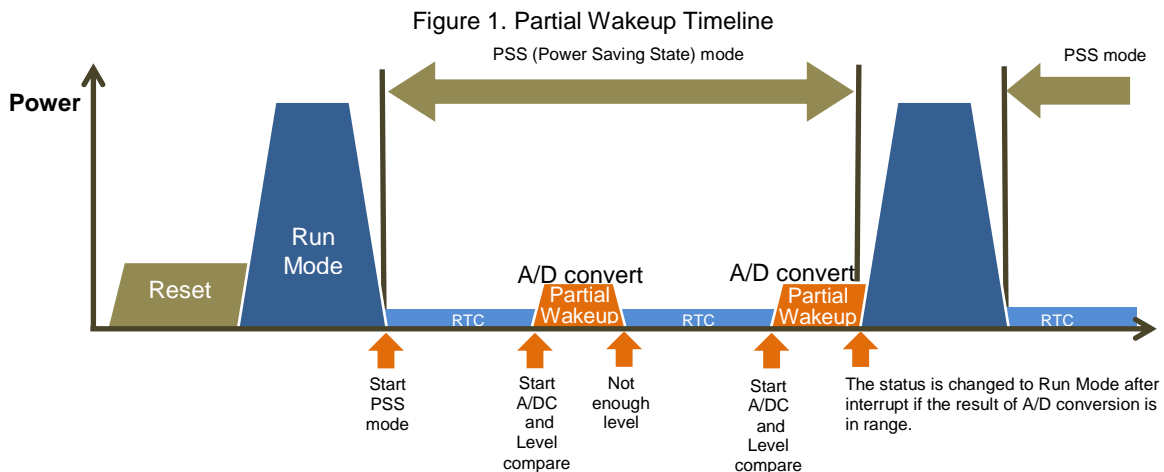 Figure 1. Partial Wakeup Timeline
PSS (Power Saving State) mode
PSS mode
Power
Run
Mode
Reset
A/D convert
Partial
Wakeup
A/D convert
Partial
Wakeup
RTC
RTC
RTC
Start
PSS
mode
Start
A/DC
and
Level
compare
Not
enough
level
Start
A/DC
and
Level
compare
The status is changed to Run Mode after
interrupt if the result of A/D conversion is
in range.